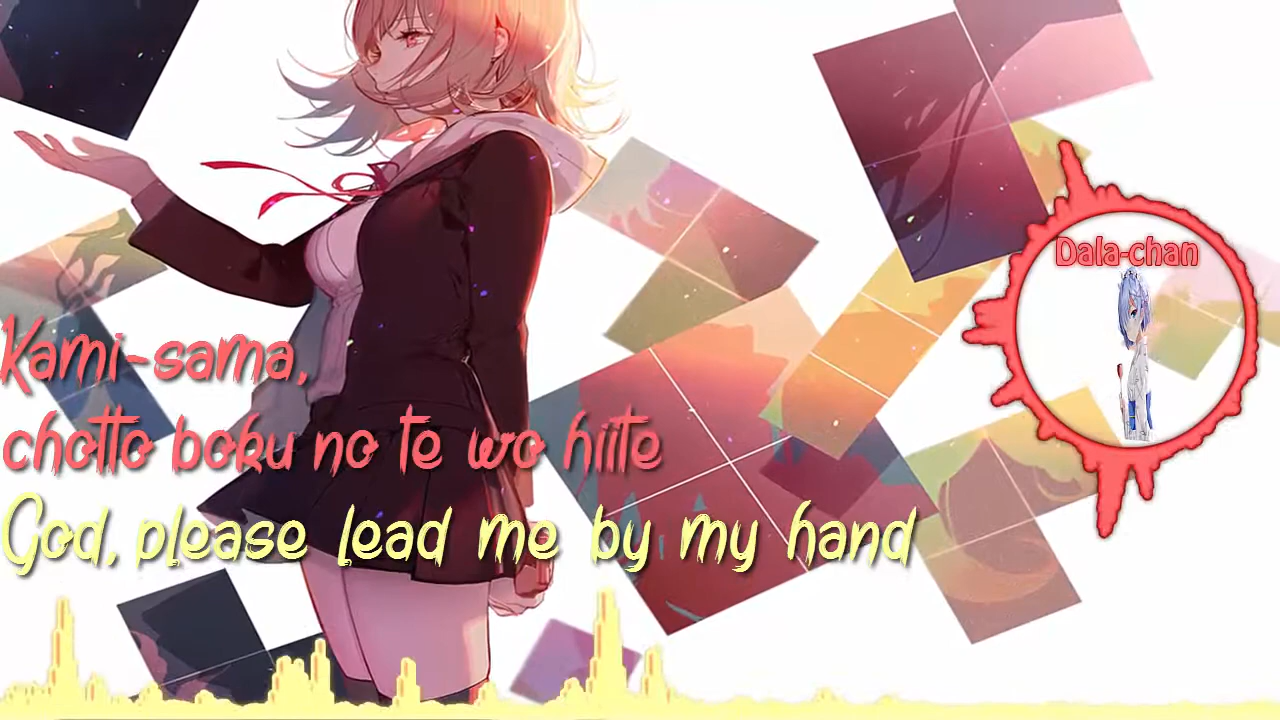 Dala-chan
Kami-sama,
chotto boku no te wo hiite
God, please lead me by my hand